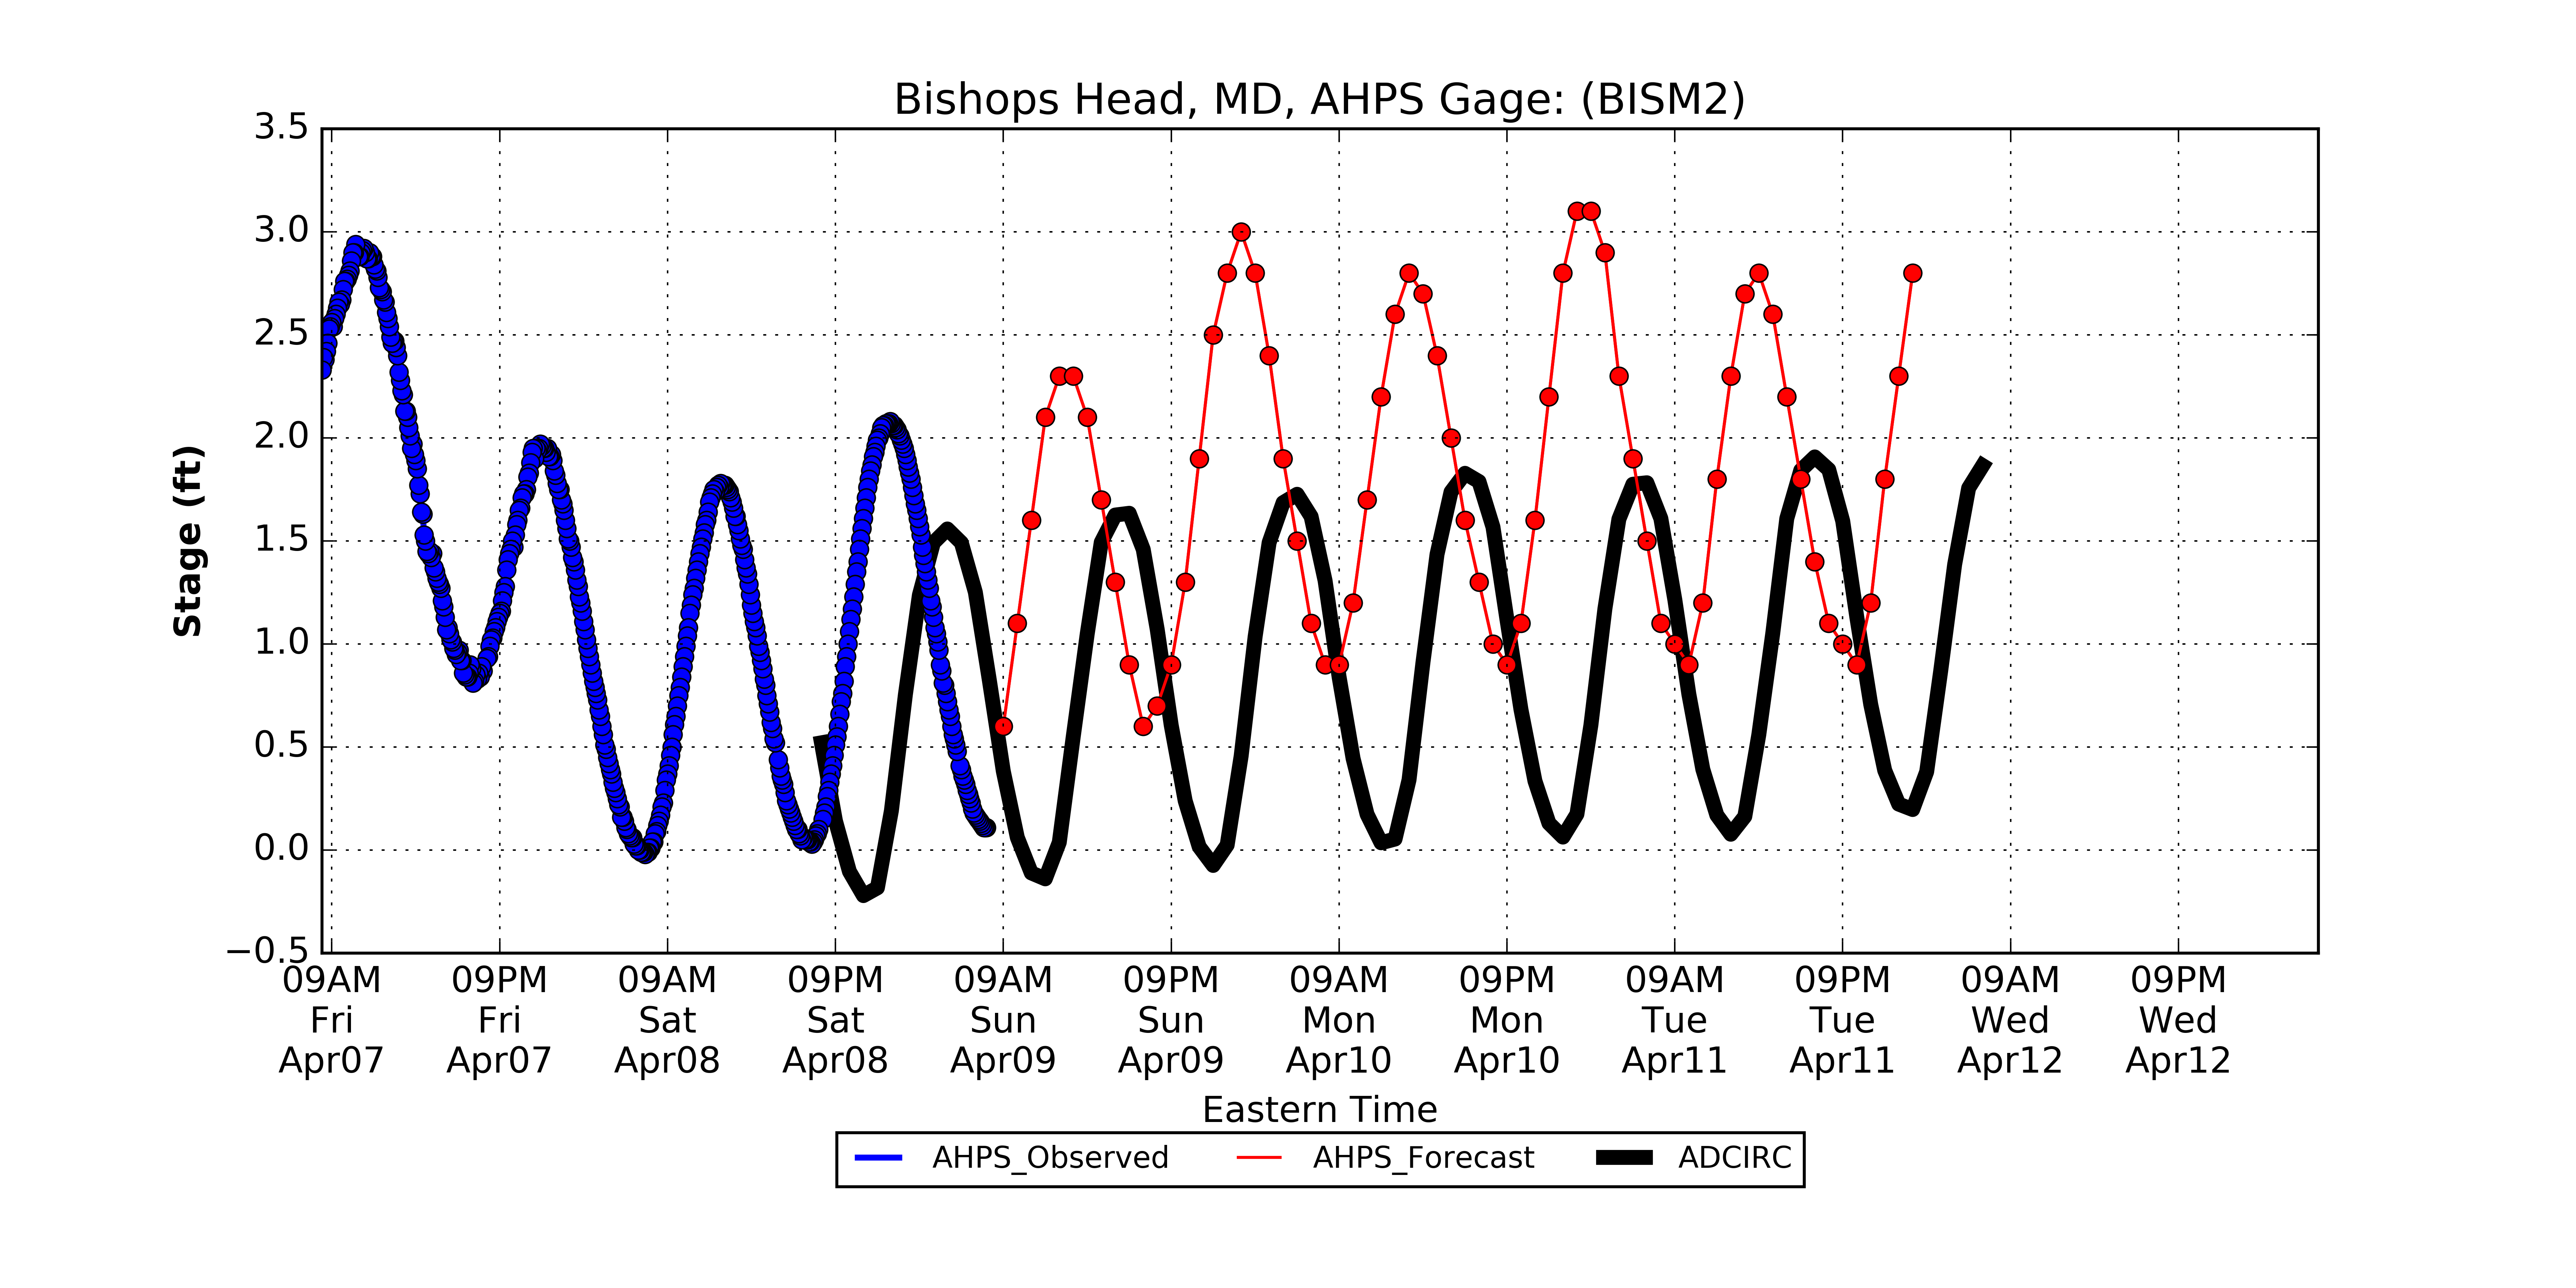 Bishops Head, MD, AHPS Gage: (BISM2)
3.5
3.0
2.5
2.0
1.5
1.0
0.5
0.0
−0.5
Stage (ft)
09AM 09PM 09AM 09PM 09AM 09PM 09AM 09PM 09AM 09PM 09AM 09PM
Fri Fri Sat Sat Sun Sun Mon Mon Tue Tue Wed Wed
Apr07 Apr07 Apr08 Apr08 Apr09 Apr09 Apr10 Apr10 Apr11 Apr11 Apr12 Apr12
Eastern Time
AHPS_Observed AHPS_Forecast ADCIRC